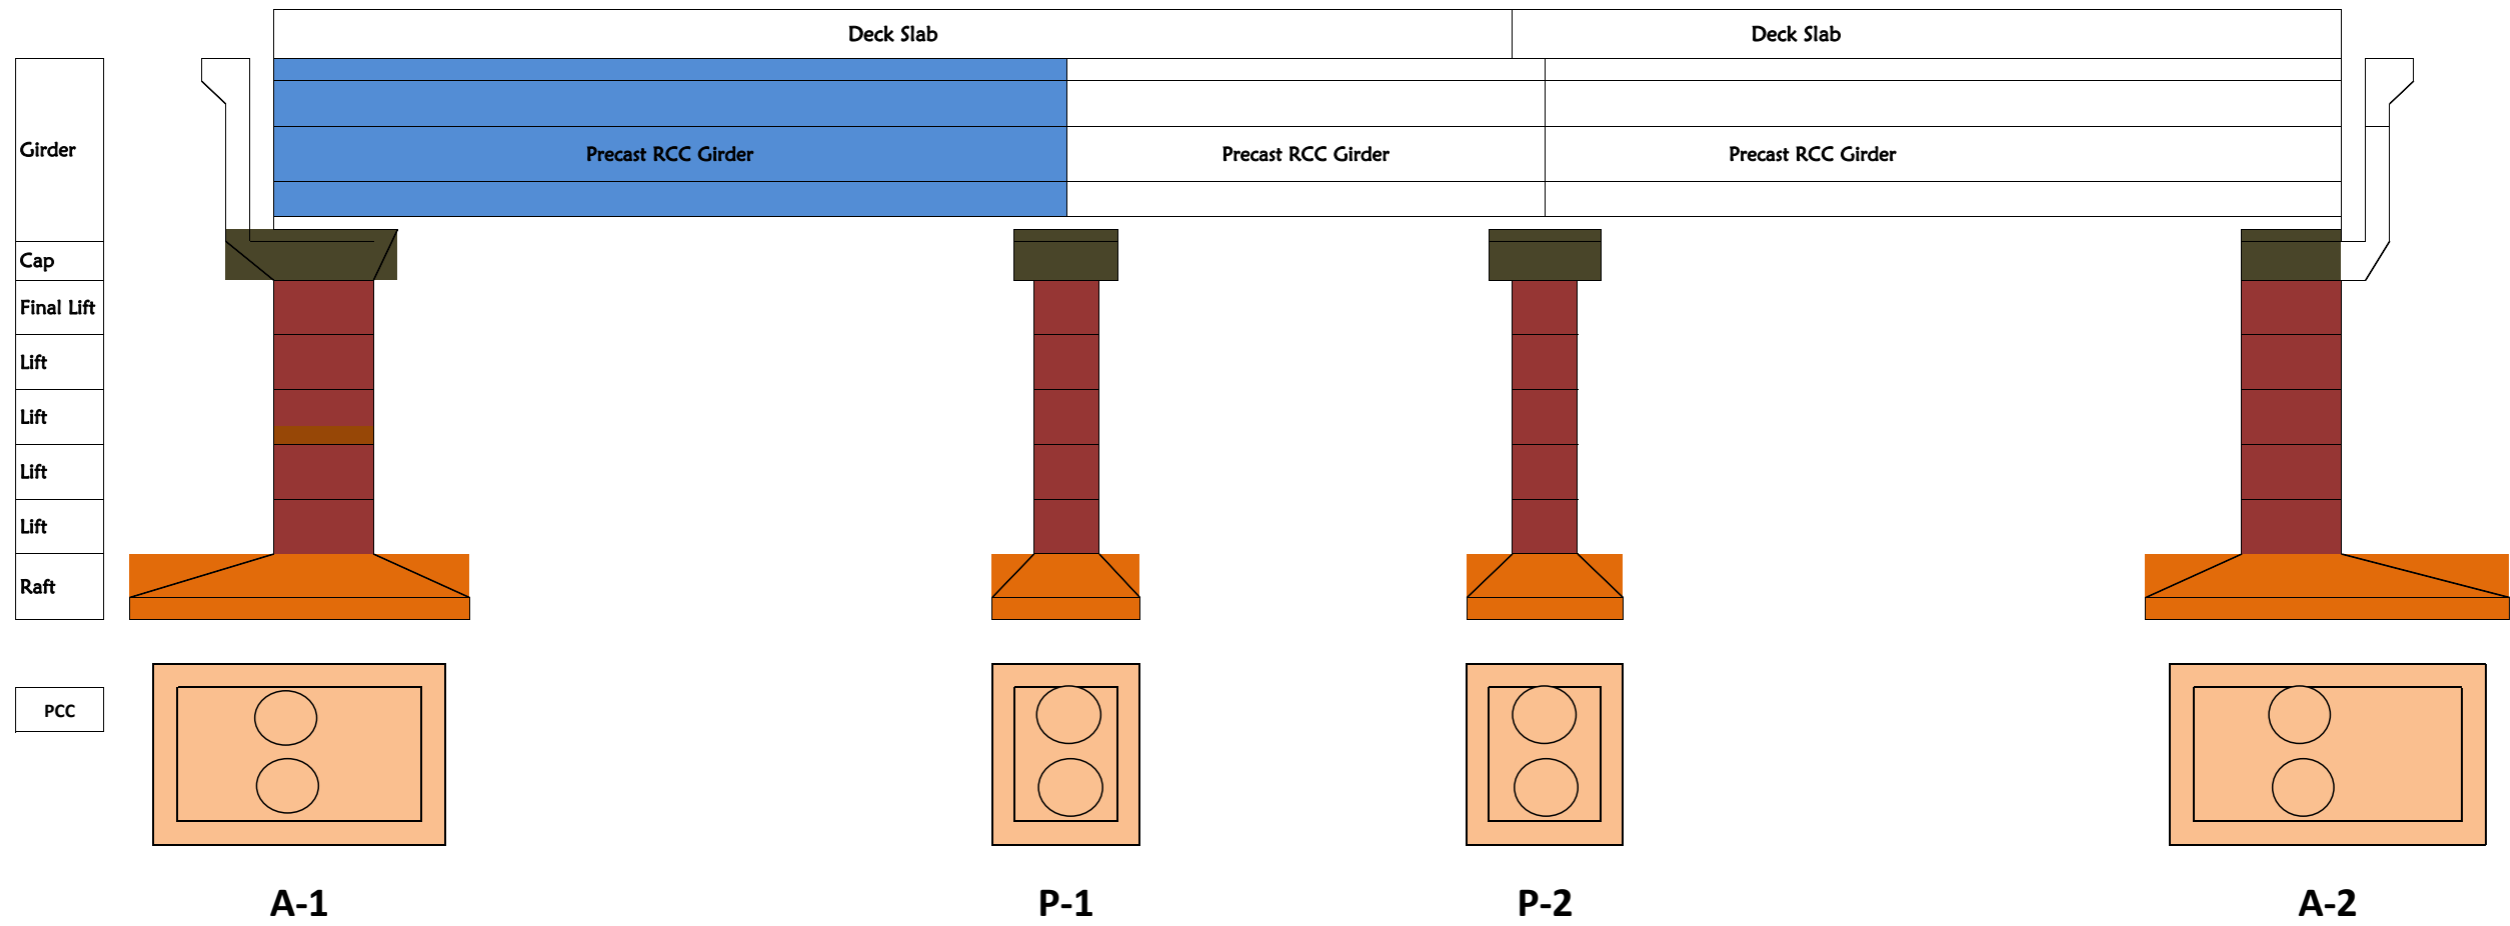 Deck Slab
Deck Slab
Girder
Precast RCC Girder
Precast RCC Girder
Precast RCC Girder
Cap
Final Lift
Lift
Lift
Lift
Lift
Raft
PCC
A-1
P-1
P-2
A-2